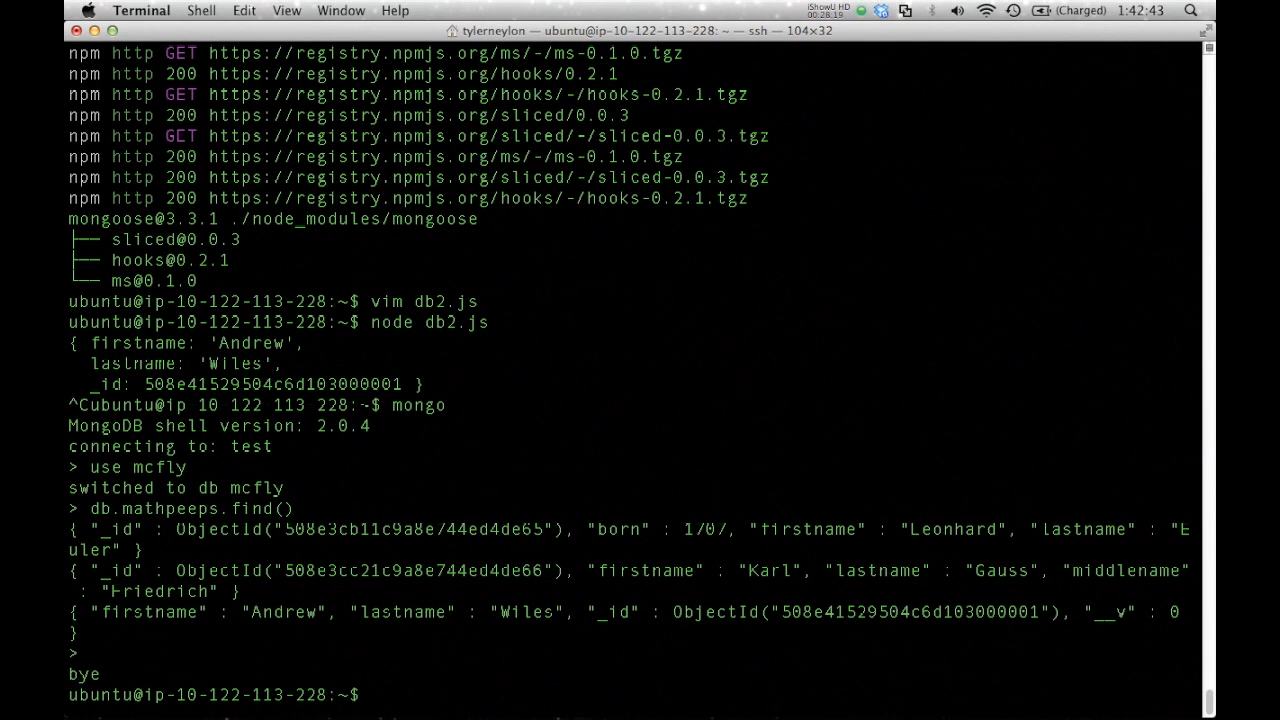 Terminal Shell Edit View Window Help iShowU HD 00:28:19 (Charged) 1:42:43
tylerneylon — ubuntu@ip-10-122-113-228: ~ — ssh — 104×32
npm http GET https://registry.npmjs.org/ms/-/ms-0.1.0.tgz
npm http 200 https://registry.npmjs.org/hooks/0.2.1
npm http GET https://registry.npmjs.org/hooks/-/hooks-0.2.1.tgz
npm http 200 https://registry.npmjs.org/sliced/0.0.3
npm http GET https://registry.npmjs.org/sliced/-/sliced-0.0.3.tgz
npm http 200 https://registry.npmjs.org/ms/-/ms-0.1.0.tgz
npm http 200 https://registry.npmjs.org/sliced/-/sliced-0.0.3.tgz
npm http 200 https://registry.npmjs.org/hooks/-/hooks-0.2.1.tgz
mongoose@3.3.1 ./node_modules/mongoose
├── sliced@0.0.3
├── hooks@0.2.1
└── ms@0.1.0
ubuntu@ip-10-122-113-228:~$ vim db2.js
ubuntu@ip-10-122-113-228:~$ node db2.js
{ firstname: 'Andrew',
lastname: 'Wiles',
_id: 508e41529504c6d103000001 }
^Cubuntu@ip-10-122-113-228:~$ mongo
MongoDB shell version: 2.0.4
connecting to: test
> use mcfly
switched to db mcfly
> db.mathpeeps.find()
{ "_id" : ObjectId("508e3cb11c9a8e744ed4de65"), "born" : 1707, "firstname" : "Leonhard", "lastname" : "E
uler" }
{ "_id" : ObjectId("508e3cc21c9a8e744ed4de66"), "firstname" : "Karl", "lastname" : "Gauss", "middlename"
: "Friedrich" }
{ "firstname" : "Andrew", "lastname" : "Wiles", "_id" : ObjectId("508e41529504c6d103000001"), "__v" : 0
}
>
bye
ubuntu@ip-10-122-113-228:~$